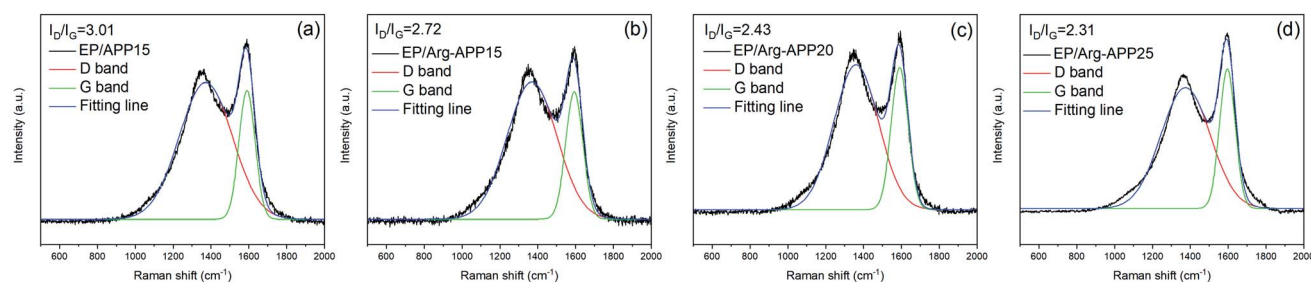 I_D/I_G=3.01
(a)
EP/APP15
D band
G band
Fitting line
Intensity (a.u.)
600 800 1000 1200 1400 1600 1800 2000
Raman shift (cm⁻¹)
I_D/I_G=2.72
(b)
EP/Arg-APP15
D band
G band
Fitting line
Intensity (a.u.)
600 800 1000 1200 1400 1600 1800 2000
Raman shift (cm⁻¹)
I_D/I_G=2.43
(c)
EP/Arg-APP20
D band
G band
Fitting line
Intensity (a.u.)
600 800 1000 1200 1400 1600 1800 2000
Raman shift (cm⁻¹)
I_D/I_G=2.31
(d)
EP/Arg-APP25
D band
G band
Fitting line
Intensity (a.u.)
600 800 1000 1200 1400 1600 1800 2000
Raman shift (cm⁻¹)